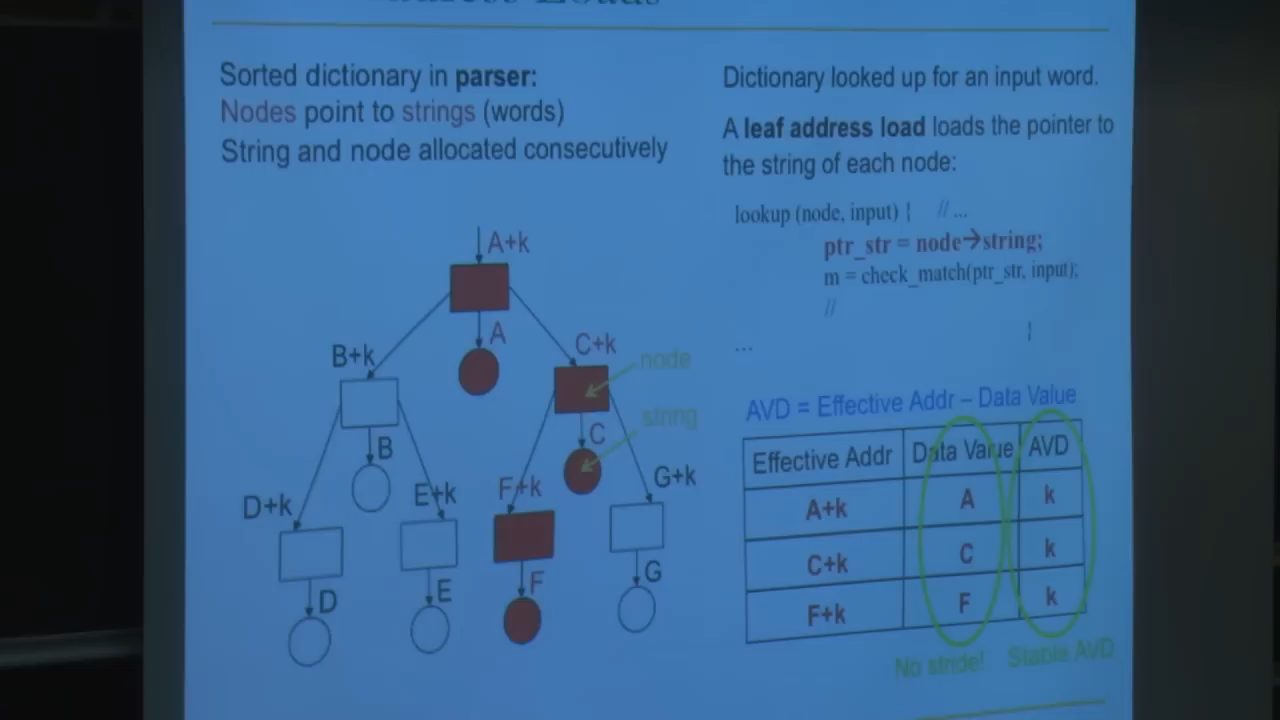 Loads
Sorted dictionary in parser:
Nodes point to strings (words)
String and node allocated consecutively
A+k
A
B+k
C+k
node
B
C
string
D+k
E+k
F+k
G+k
D
E
F
G
Dictionary looked up for an input word.
A leaf address load loads the pointer to
the string of each node:
lookup (node, input) { // ...
ptr_str = node→string;
m = check_match(ptr_str, input);
//
}
...
AVD = Effective Addr – Data Value
Effective Addr Data Value AVD
A+k A k
C+k C k
F+k F k
No stride! Stable AVD